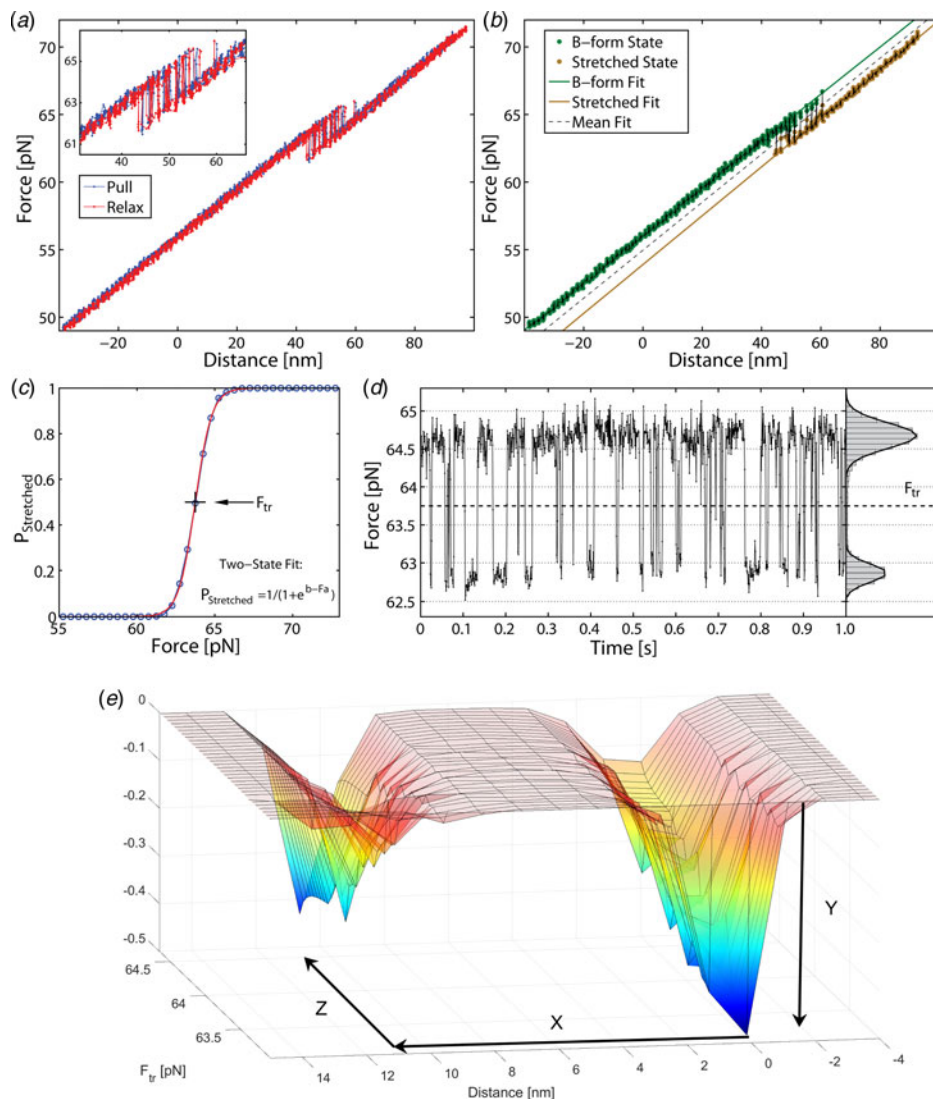 (a)
70
65
60
55
50
Force [pN]
65
63
61
40
50
60
Pull
Relax
−20
0
20
40
60
80
Distance [nm]
(b)
70
65
60
55
50
Force [pN]
B−form State
Stretched State
B−form Fit
Stretched Fit
Mean Fit
−20
0
20
40
60
80
Distance [nm]
(c)
1
0.8
0.6
0.4
0.2
0
P Stretched
F tr
Two−State Fit:
P Stretched =1/(1+e^b−Fa)
55
60
65
70
Force [pN]
(d)
65
64.5
64
63.5
63
62.5
Force [pN]
F tr
0
0.1
0.2
0.3
0.4
0.5
0.6
0.7
0.8
0.9
1.0
Time [s]
(e)
0
-0.1
-0.2
-0.3
-0.4
-0.5
64.5
64
63.5
F tr [pN]
Z
X
Y
14
12
10
8
6
4
2
0
-2
-4
Distance [nm]